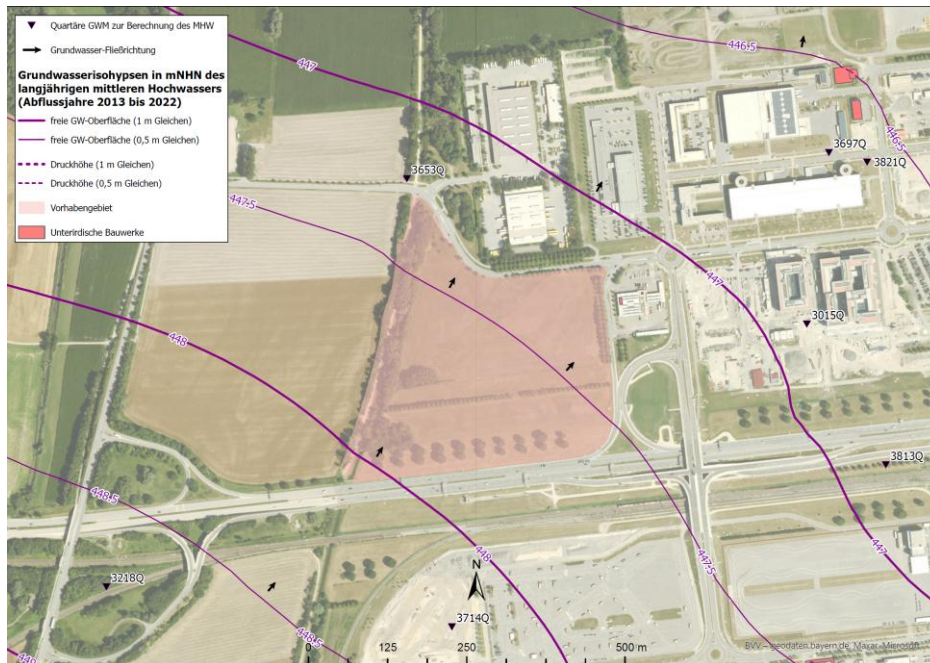 Quartäre GWM zur Berechnung des MHW
Grundwasser-Fließrichtung
Grundwasserisohypsen in mNHN des
langjährigen mittleren Hochwassers
(Abflussjahre 2013 bis 2022)
freie GW-Oberfläche (1 m Gleichen)
freie GW-Oberfläche (0,5 m Gleichen)
Druckhöhe (1 m Gleichen)
Druckhöhe (0,5 m Gleichen)
Vorhabengebiet
Unterirdische Bauwerke
446.5
447
3697Q
446.5
3821Q
3653Q
447.5
447
3015Q
448
3813Q
448.5
448
447.5
447
N
3218Q
3714Q
448.5
0 125 250 500 m
BVV – geodaten.bayern.de, Maxar, Microsoft
449